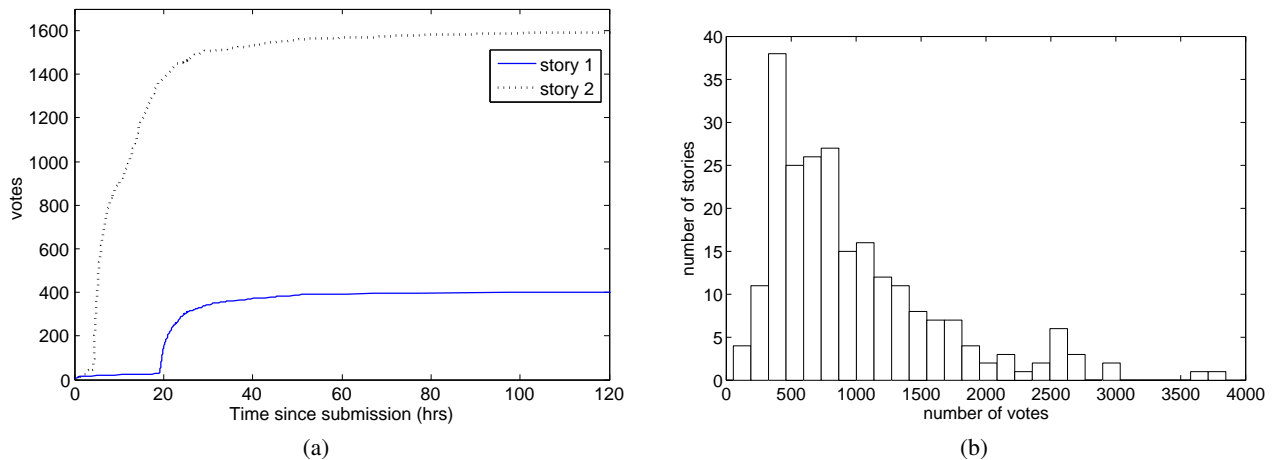 1600
1400
1200
1000
800
600
400
200
0
votes
story 1
story 2
0 20 40 60 80 100 120
Time since submission (hrs)
(a)
40
35
30
25
20
15
10
5
0
number of stories
0 500 1000 1500 2000 2500 3000 3500 4000
number of votes
(b)